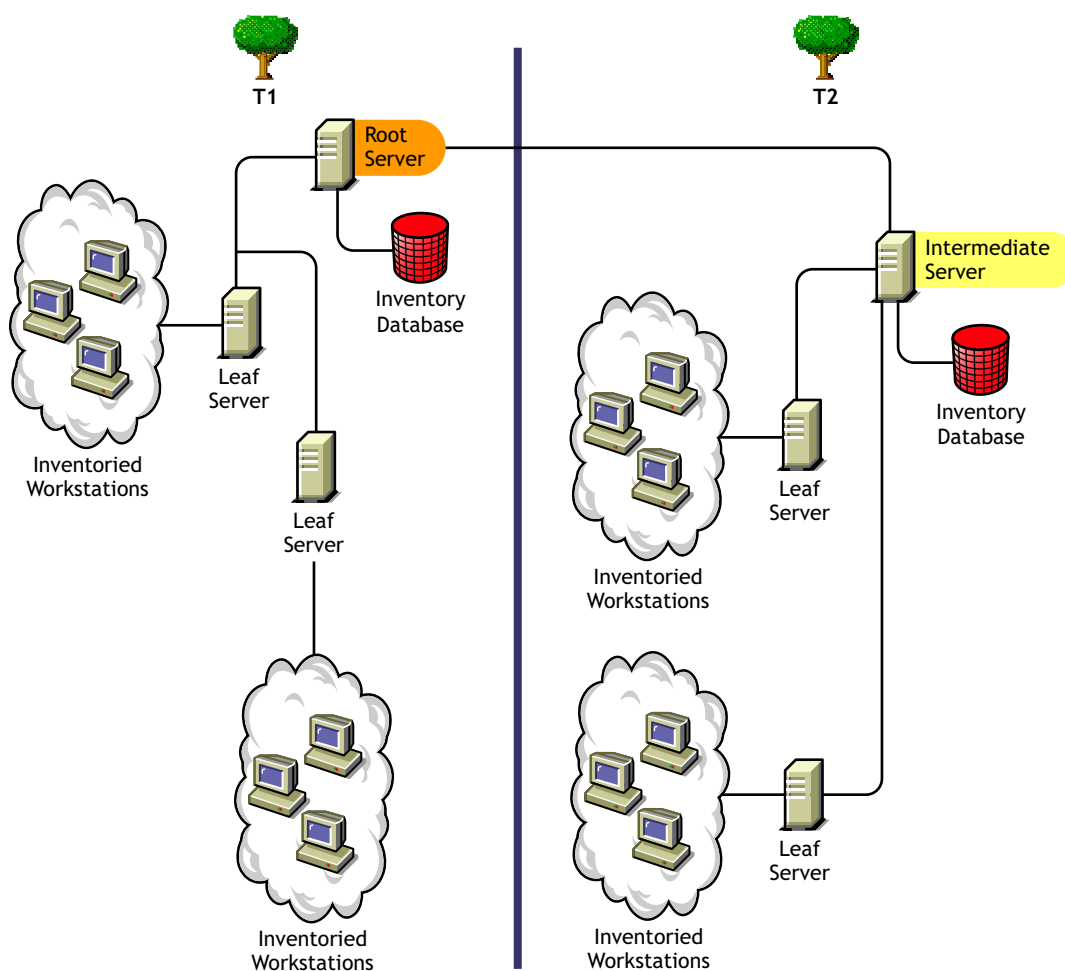 T1
Root
Server
Inventory
Database
Leaf
Server
Inventoried
Workstations
Leaf
Server
Inventoried
Workstations
T2
Intermediate
Server
Inventory
Database
Leaf
Server
Inventoried
Workstations
Leaf
Server
Inventoried
Workstations